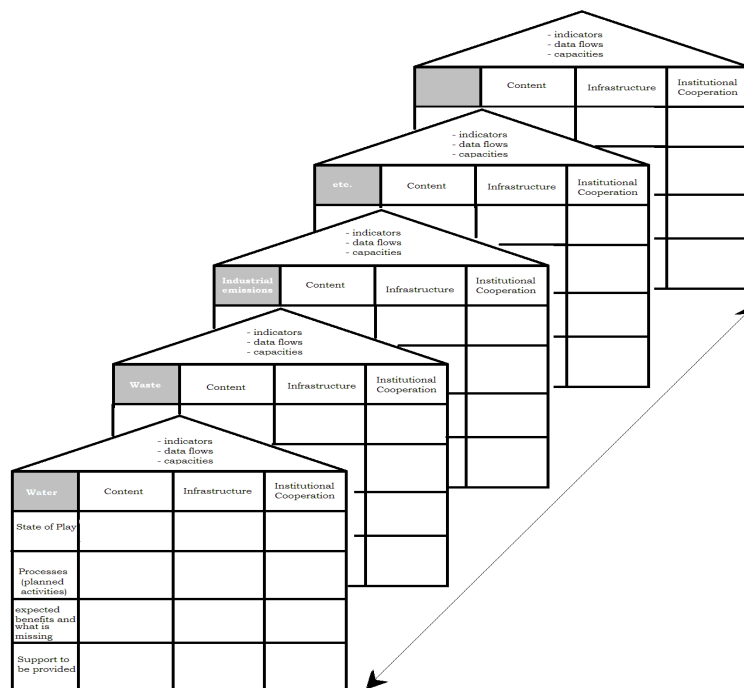 - indicators
- data flows
- capacities
Content
Infrastructure
Institutional
Cooperation
- indicators
- data flows
- capacities
etc.
Content
Infrastructure
Institutional
Cooperation
- indicators
- data flows
- capacities
Industrial
emissions
Content
Infrastructure
Institutional
Cooperation
- indicators
- data flows
- capacities
Waste
Content
Infrastructure
Institutional
Cooperation
- indicators
- data flows
- capacities
Water
Content
Infrastructure
Institutional
Cooperation
State of Play
Processes
(planned
activities)
expected
benefits and
what is
missing
Support to
be provided